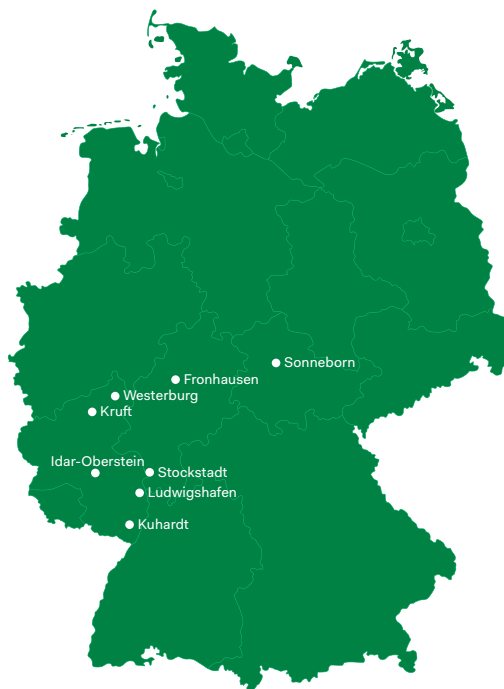 Sonneborn
Fronhausen
Westerburg
Kruft
Idar-Oberstein
Stockstadt
Ludwigshafen
Kuhardt